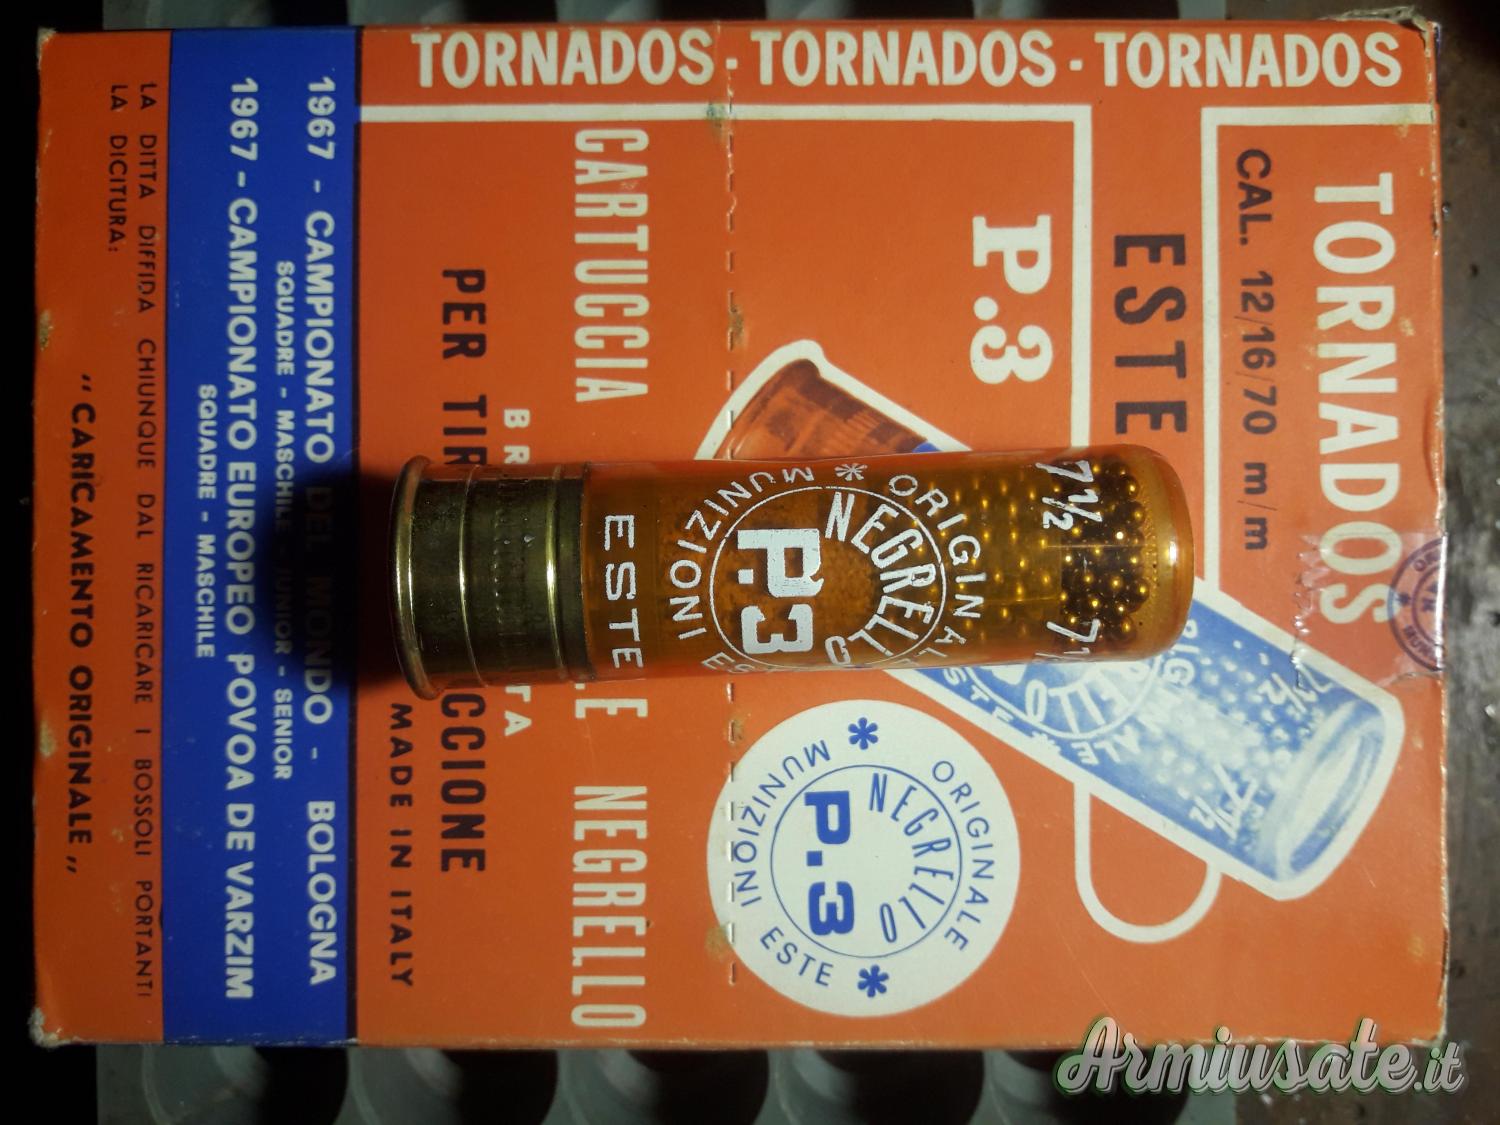 TORNADOS - TORNADOS - TORNADOS
TORNADOS
CAL. 12/16/70 m/m
ESTE
P.3
ORIGINALE
NEGRELLO
P.3
MUNIZIONI ESTE
CARTUCCIA
NEGRELLO
PER
MADE IN ITALY
1967 - CAMPIONATO DEL MONDO - BOLOGNA
SQUADRE - MASCHILE - JUNIOR - SENIOR
1967 - CAMPIONATO EUROPEO POVOA DE VARZIM
SQUADRE - MASCHILE
LA DITTA DIFFIDA CHIUNQUE DAL RICARICARE I BOSSOLI PORTANTI
LA DICITURA:
„ CARICAMENTO ORIGINALE „
7½
ORIGINAL
NEGRELLO
P.3
MUNIZIONI
ESTE
7½
Armiusate.it